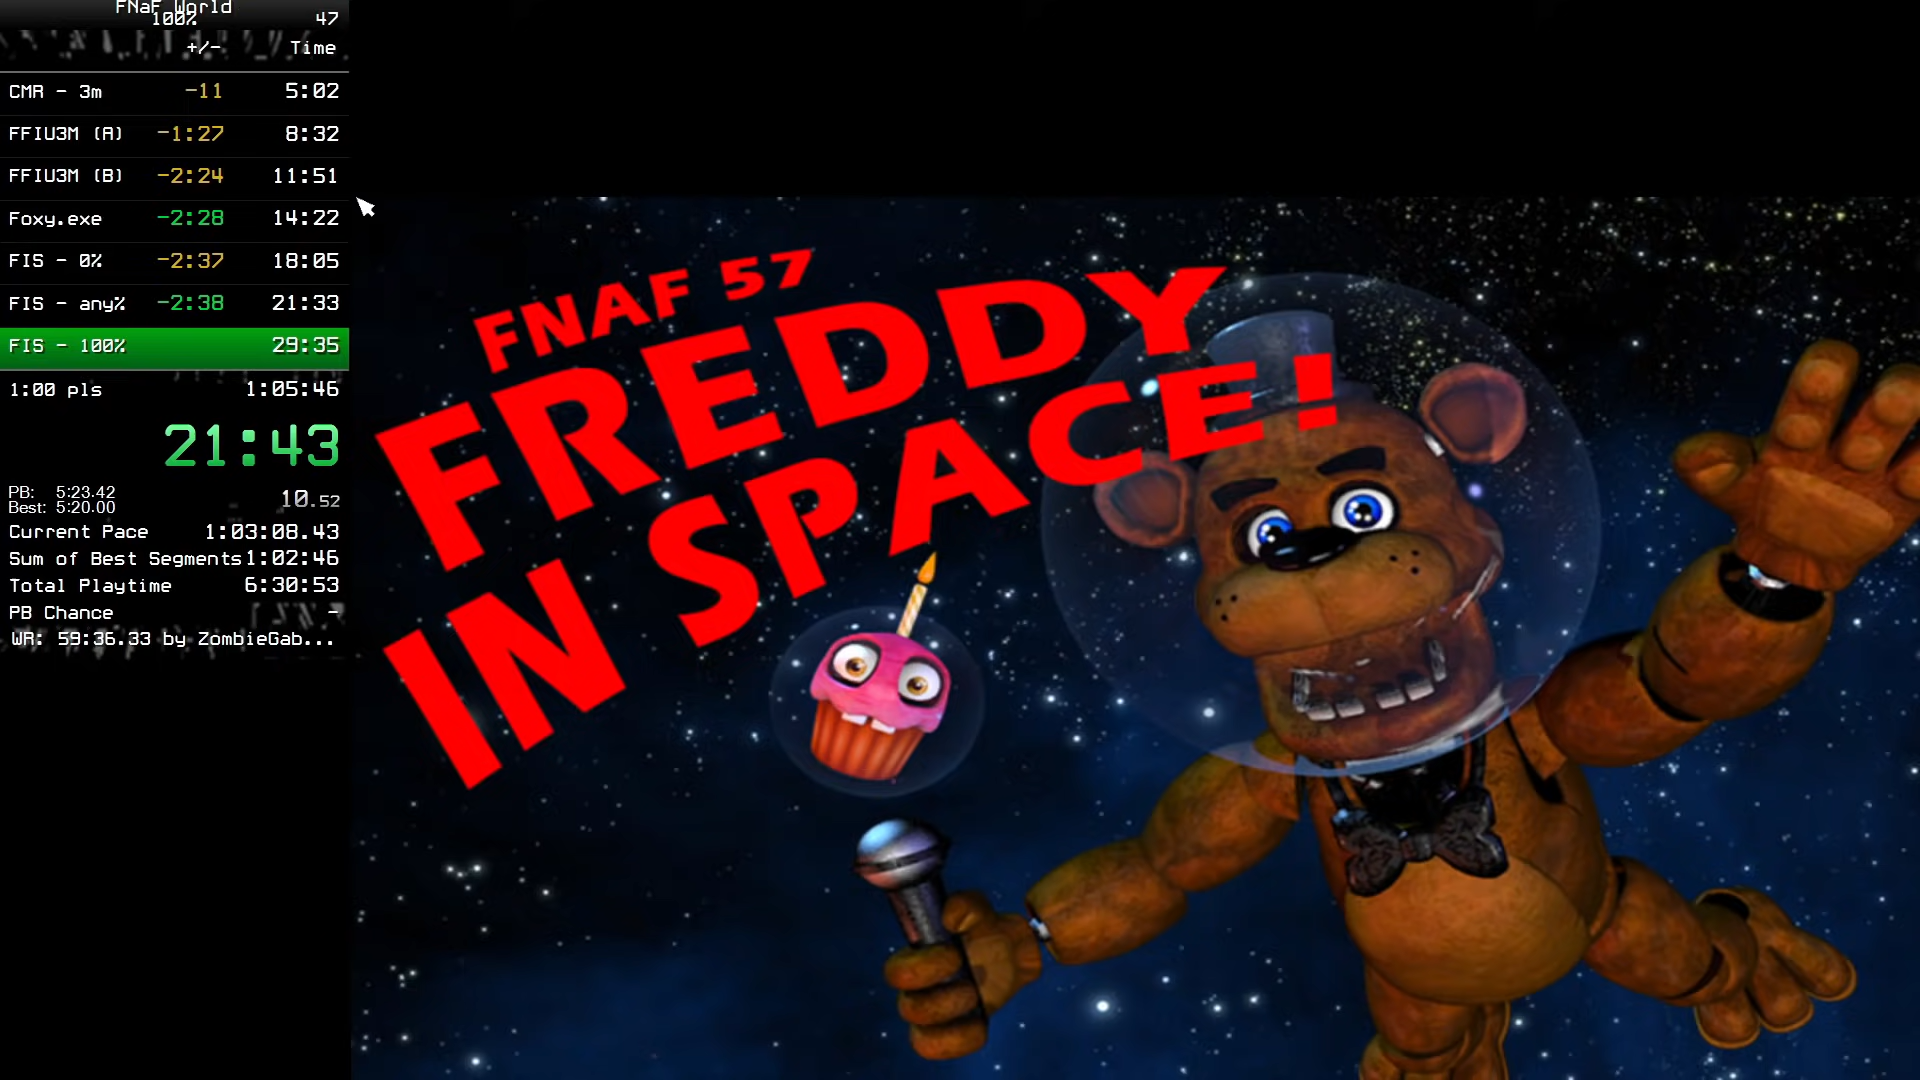 FNaF World
100% 47
+/- Time
CMR - 3m -11 5:02
FFIU3M (A) -1:27 8:32
FFIU3M (B) -2:24 11:51
Foxy.exe -2:28 14:22
FIS - 0% -2:37 18:05
FIS - any% -2:38 21:33
FIS - 100% 29:35
1:00 pls 1:05:46
21:43
PB: 5:23.42
Best: 5:20.00
10.52
Current Pace 1:03:08.43
Sum of Best Segments 1:02:46
Total Playtime 6:30:53
PB Chance -
WR: 59:36.33 by ZombieGab...
FNAF 57
FREDDY
IN SPACE!